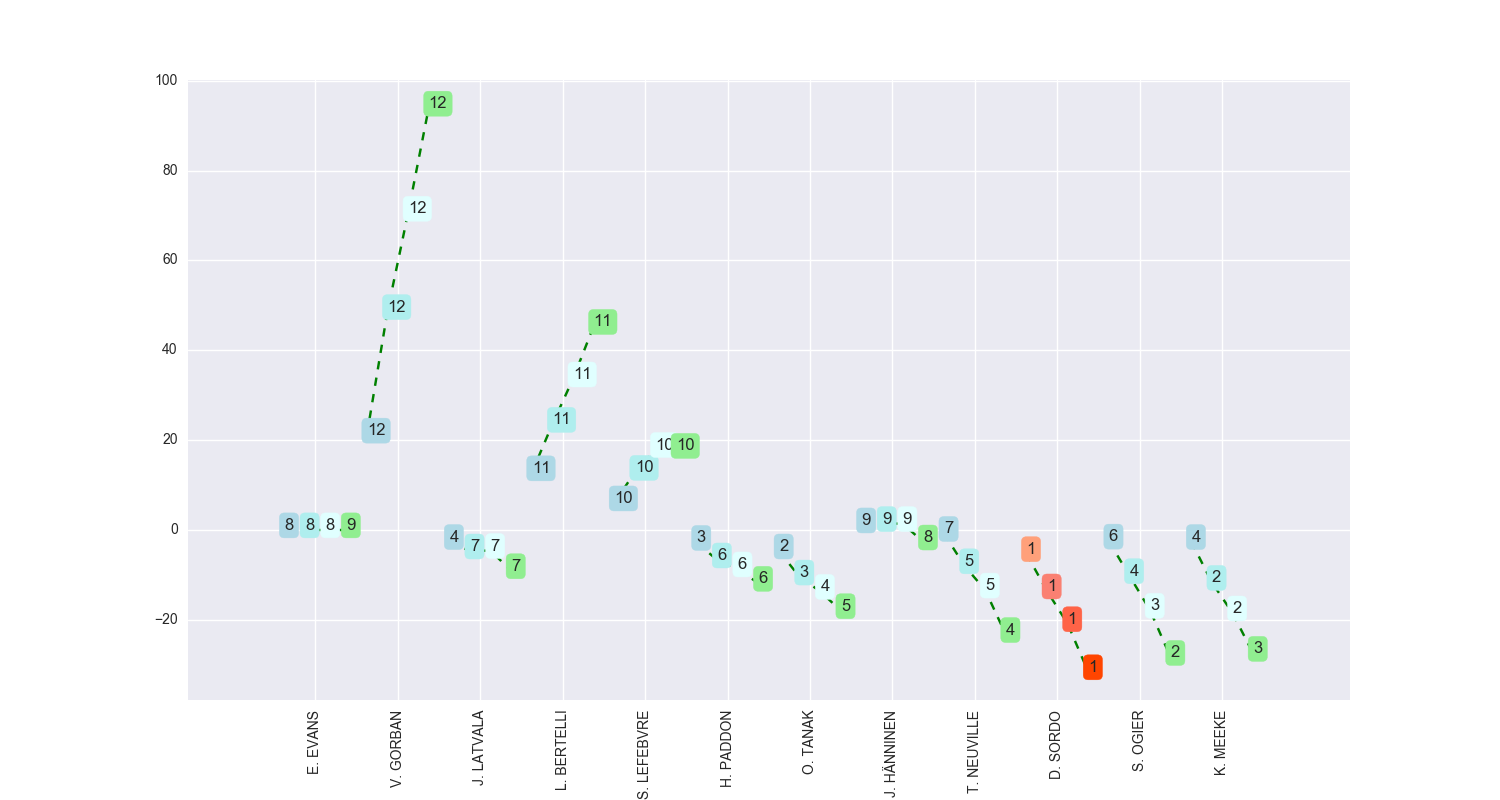 100
80
60
40
20
0
−20
8 8 8 9
12 12 12 12
4 7 7 7
11 11 11 11
10 10 10 10
3 6 6 6
2 3 4 5
9 9 9 8
7 5 5 4
1 1 1 1
6 4 3 2
4 2 2 3
E. EVANS
V. GORBAN
J. LATVALA
L. BERTELLI
S. LEFEBVRE
H. PADDON
O. TANAK
J. HÄNNINEN
T. NEUVILLE
D. SORDO
S. OGIER
K. MEEKE